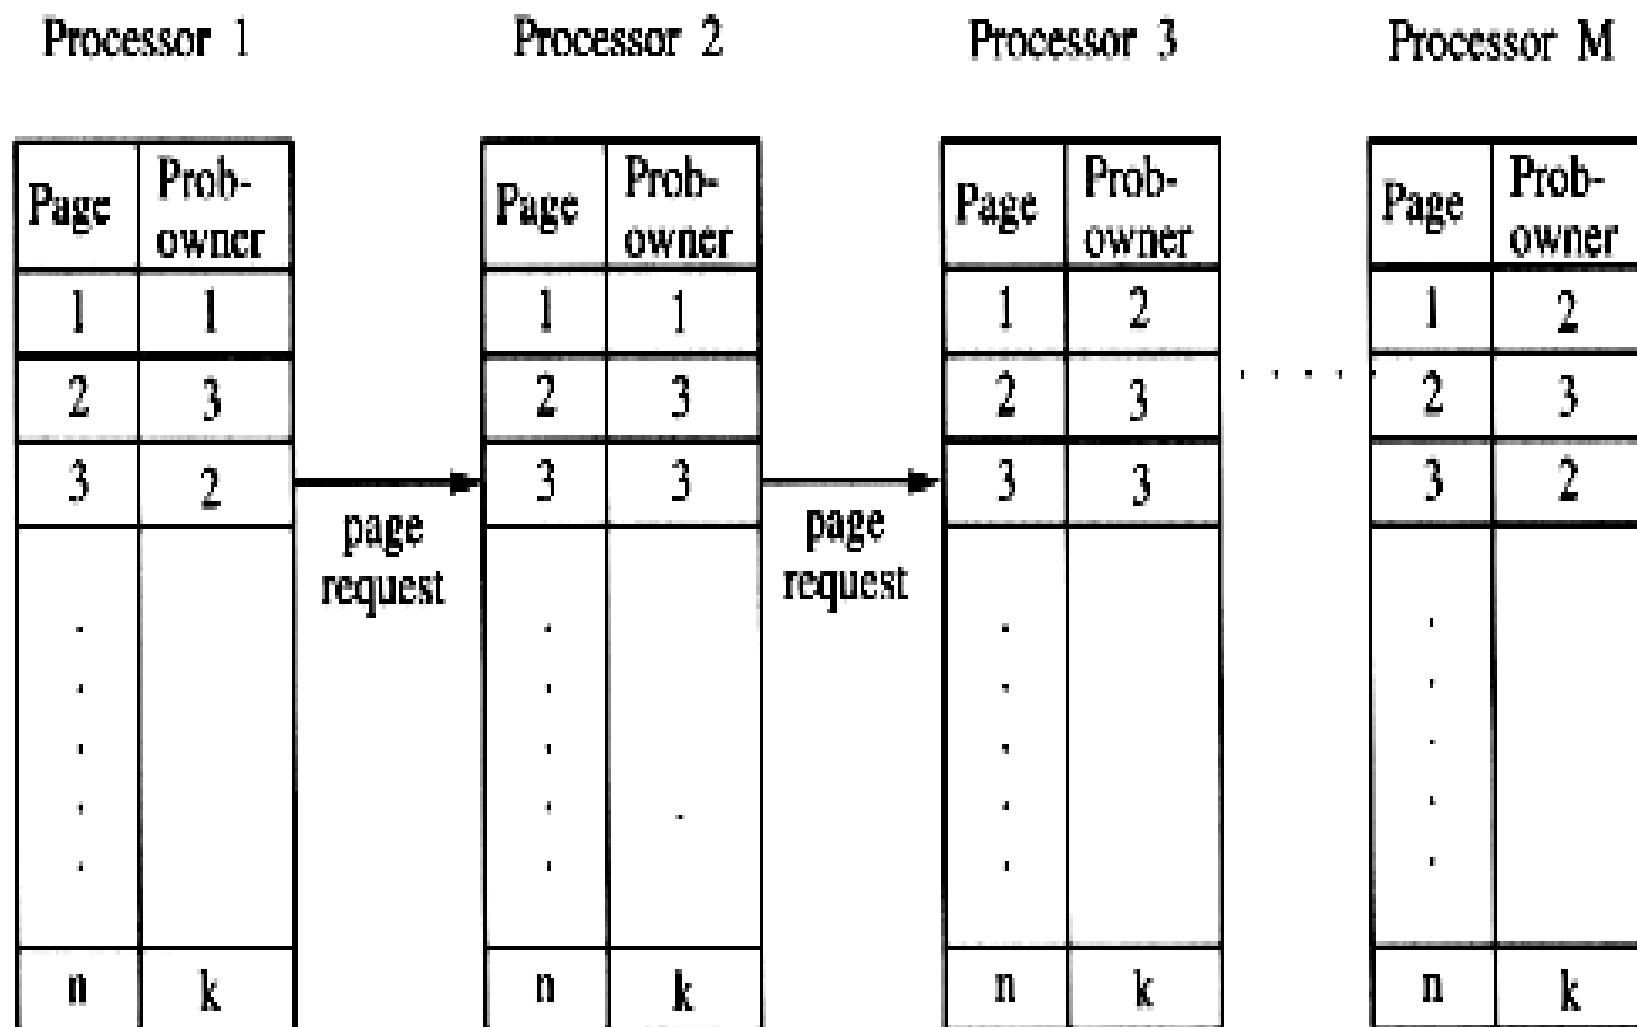 Processor 1 Processor 2 Processor 3 Processor M
Page Prob-owner Page Prob-owner Page Prob-owner Page Prob-owner
1 1 1 1 1 2 1 2
2 3 2 3 2 3 . . . . . 2 3
3 2 3 3 3 3 3 2
page request page request
n k n k n k n k